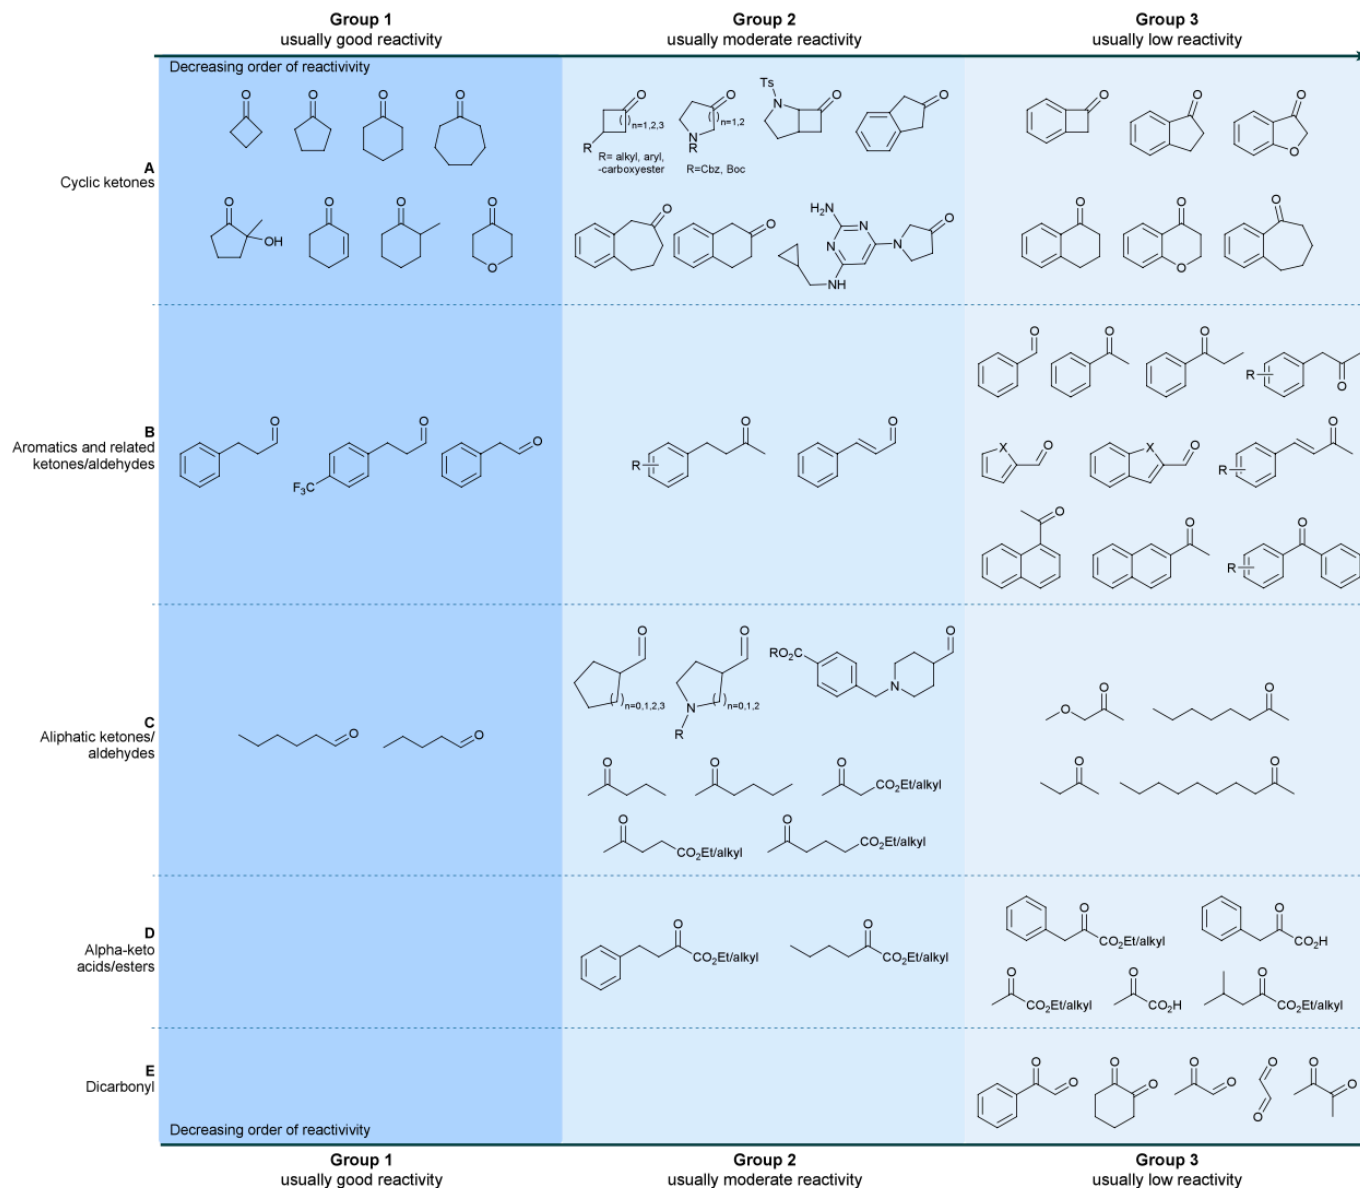 Group 1
usually good reactivity
Group 2
usually moderate reactivity
Group 3
usually low reactivity
Decreasing order of reactivivity
A
Cyclic ketones
O
O
O
O
O
OH
O
O
O
O
O
( )n=1,2,3
R
R= alkyl, aryl,
-carboxyester
O
( )n=1,2
N
R
R=Cbz, Boc
Ts
N
O
O
O
O
H2N
N
N
N
O
NH
O
O
O
O
O
O
O
O
B
Aromatics and related
ketones/aldehydes
O
O
F3C
O
O
R
O
O
O
O
O
R
X
O
X
O
O
R
O
O
O
R
C
Aliphatic ketones/
aldehydes
O
O
O
( )n=0,1,2,3
O
( )n=0,1,2
N
R
RO2C
N
O
O
O
O
CO2Et/alkyl
O
CO2Et/alkyl
O
CO2Et/alkyl
O
O
O
O
O
D
Alpha-keto
acids/esters
O
CO2Et/alkyl
O
CO2Et/alkyl
O
CO2Et/alkyl
O
CO2H
O
CO2Et/alkyl
O
CO2H
O
CO2Et/alkyl
E
Dicarbonyl
O
O
O
O
O
O
O
O
O
O
Decreasing order of reactivivity
Group 1
usually good reactivity
Group 2
usually moderate reactivity
Group 3
usually low reactivity